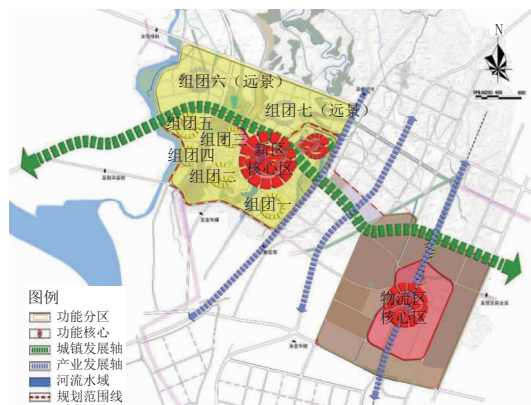 N
组团六（远景）
组团七（远景）
组团五
组团三
组团四
新区
核心区
组团二
组团一
物流区
核心区
图例
功能分区
功能核心
城镇发展轴
产业发展轴
河流水域
规划范围线